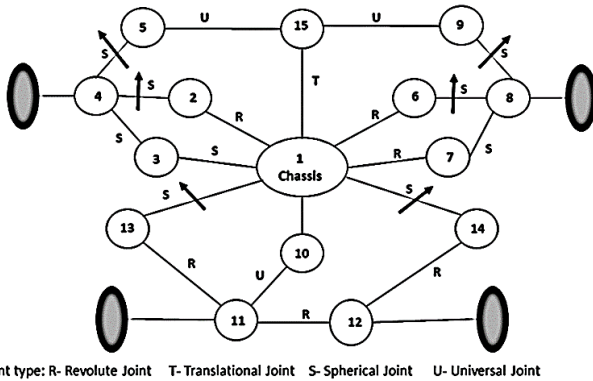 5 U 15 U 9
S S
T
S S
4 2 6 8
R R
S S S
3 1 R 7
Chassis
S S
13 14
10
R U R
11 R 12
nt type: R- Revolute Joint T- Translational Joint S- Spherical Joint U- Universal Joint